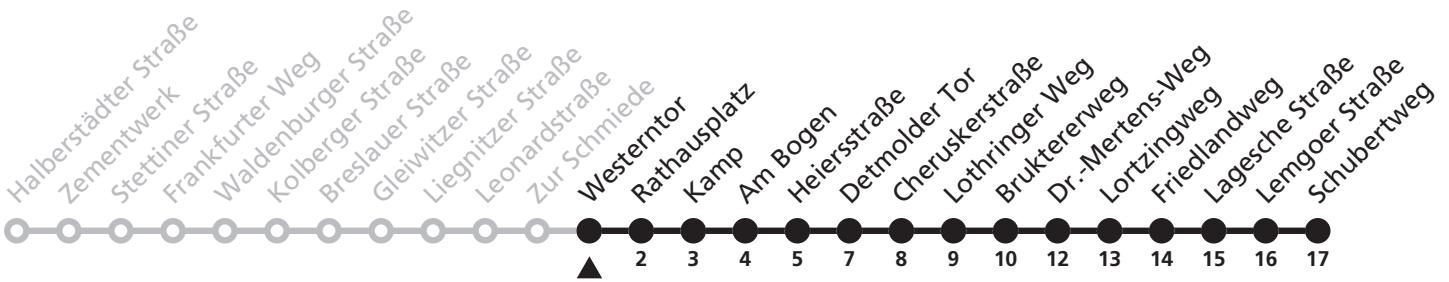 Halberstädter Straße
Zementwerk
Stettiner Straße
Frankfurter Weg
Waldenburger Straße
Kolberger Straße
Breslauer Straße
Gleiwitzer Straße
Liegnitzer Straße
Leonardstraße
Zur Schmiede
Westerntor
Rathausplatz
Kamp
Am Bogen
Heiersstraße
Detmolder Tor
Cheruskerstraße
Lothringer Weg
Bruktererweg
Dr.-Mertens-Weg
Lortzingweg
Friedlandweg
Lagesche Straße
Lemgoer Straße
Schubertweg
2 3 4 5 7 8 9 10 12 13 14 15 16 17